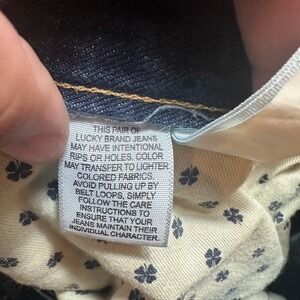 THIS PAIR OF
LUCKY BRAND JEANS
MAY HAVE INTENTIONAL
RIPS OR HOLES. COLOR
MAY TRANSFER TO LIGHTER
COLORED FABRICS.
AVOID PULLING UP BY
BELT LOOPS, SIMPLY
FOLLOW THE CARE
INSTRUCTIONS TO
ENSURE THAT YOUR
JEANS MAINTAIN THEIR
INDIVIDUAL CHARACTER.